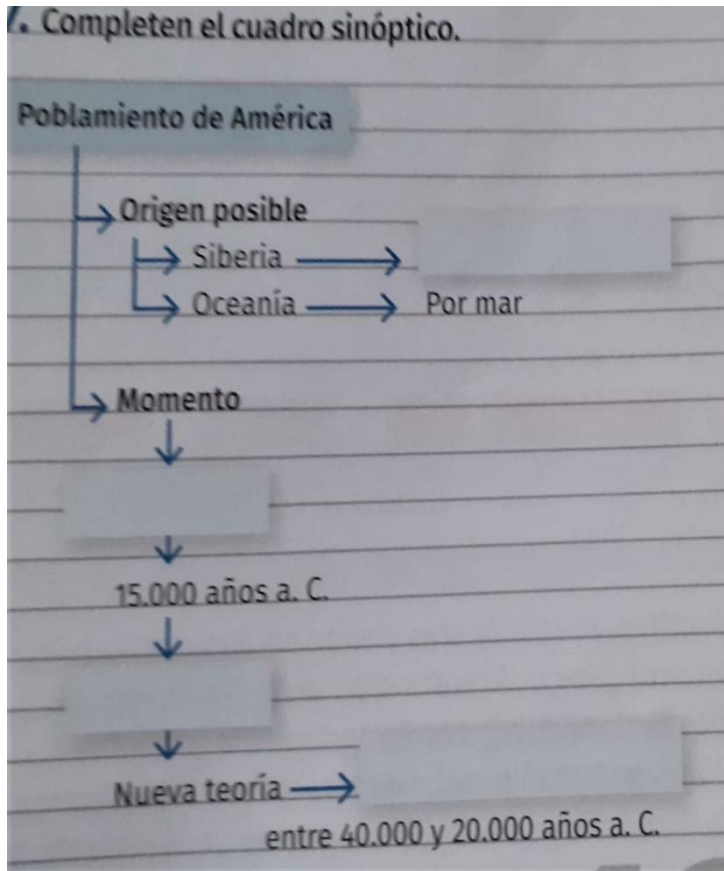 . Completen el cuadro sinóptico.
Poblamiento de América
Origen posible
Siberia
Oceanía
Por mar
Momento
15.000 años a. C.
Nueva teoría
entre 40.000 y 20.000 años a. C.